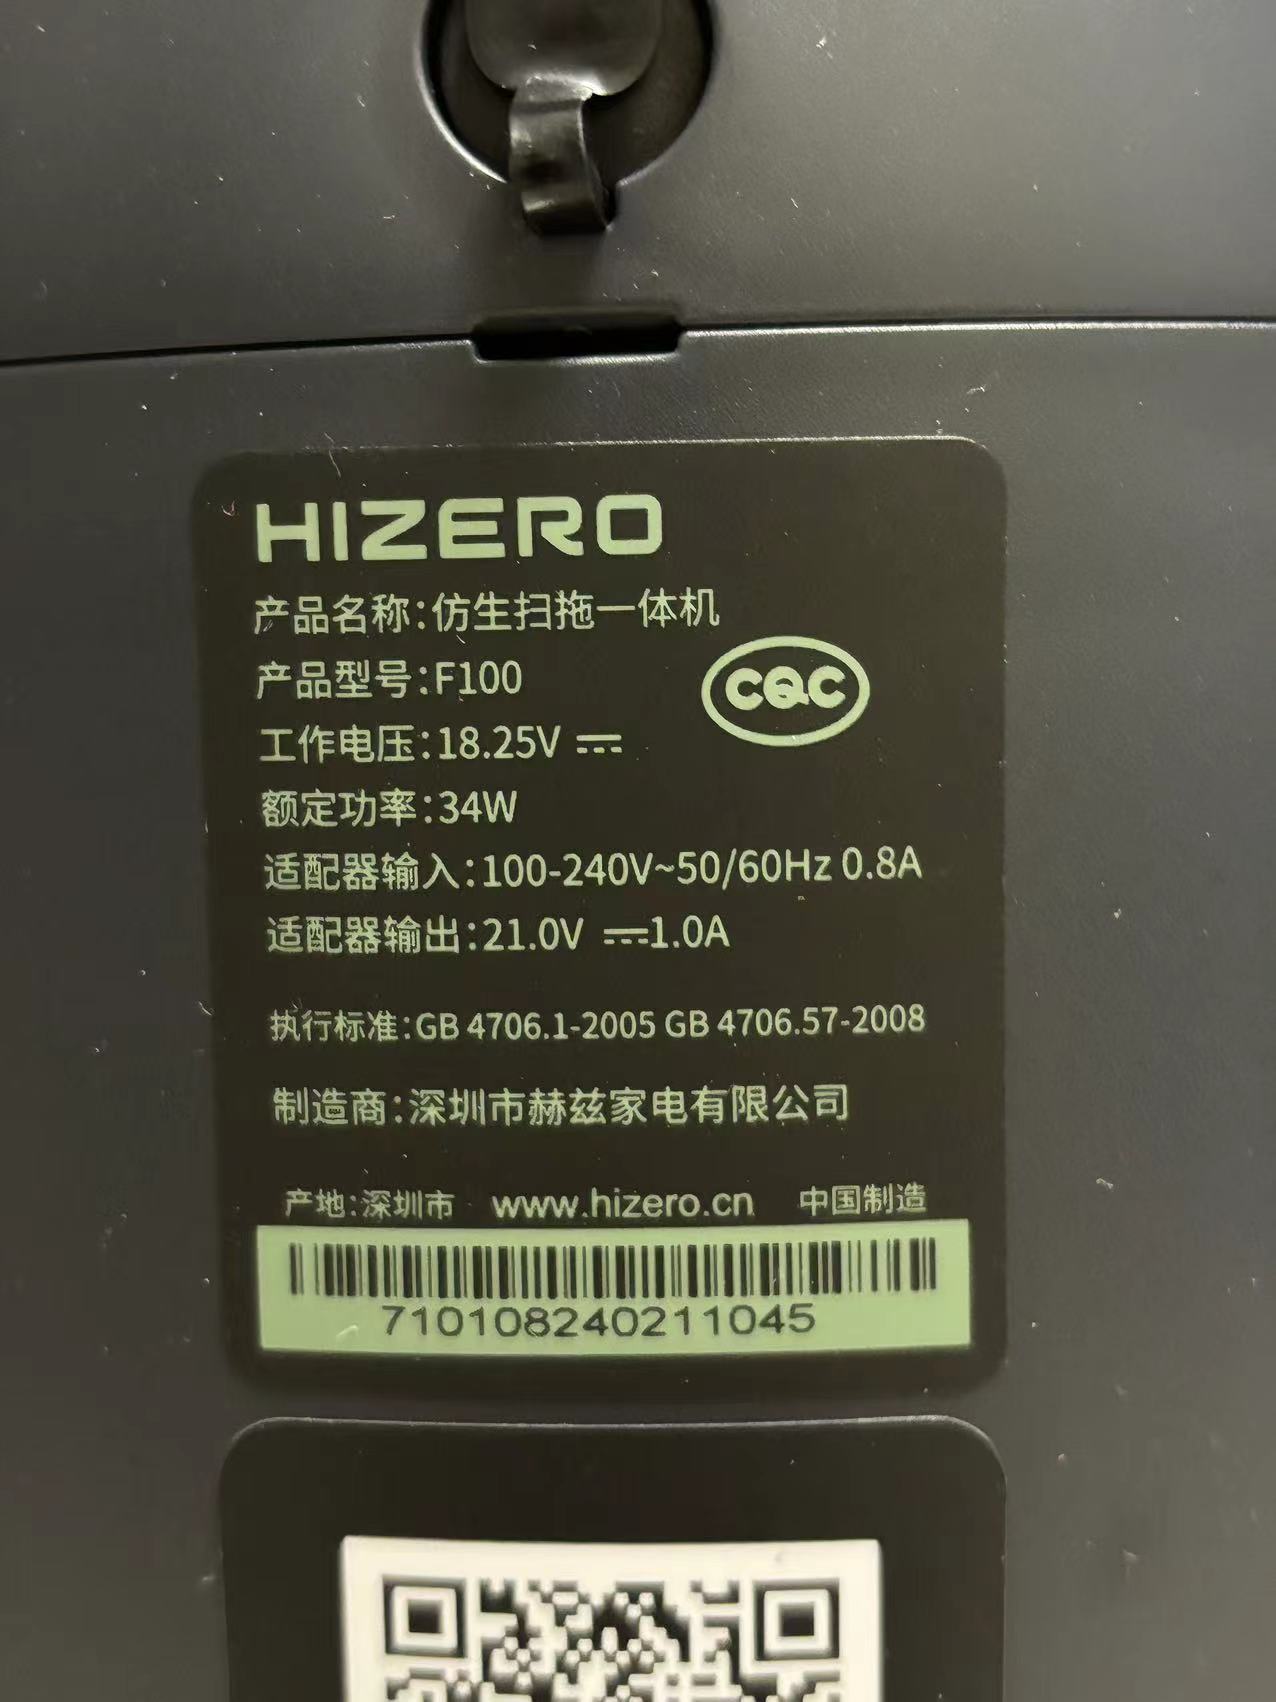 HIZERO
产品名称:仿生扫拖一体机
产品型号:F100
CQC
工作电压:18.25V ⎓
额定功率:34W
适配器输入:100-240V~50/60Hz 0.8A
适配器输出:21.0V ⎓1.0A
执行标准:GB 4706.1-2005 GB 4706.57-2008
制造商:深圳市赫兹家电有限公司
产地:深圳市 www.hizero.cn 中国制造
710108240211045